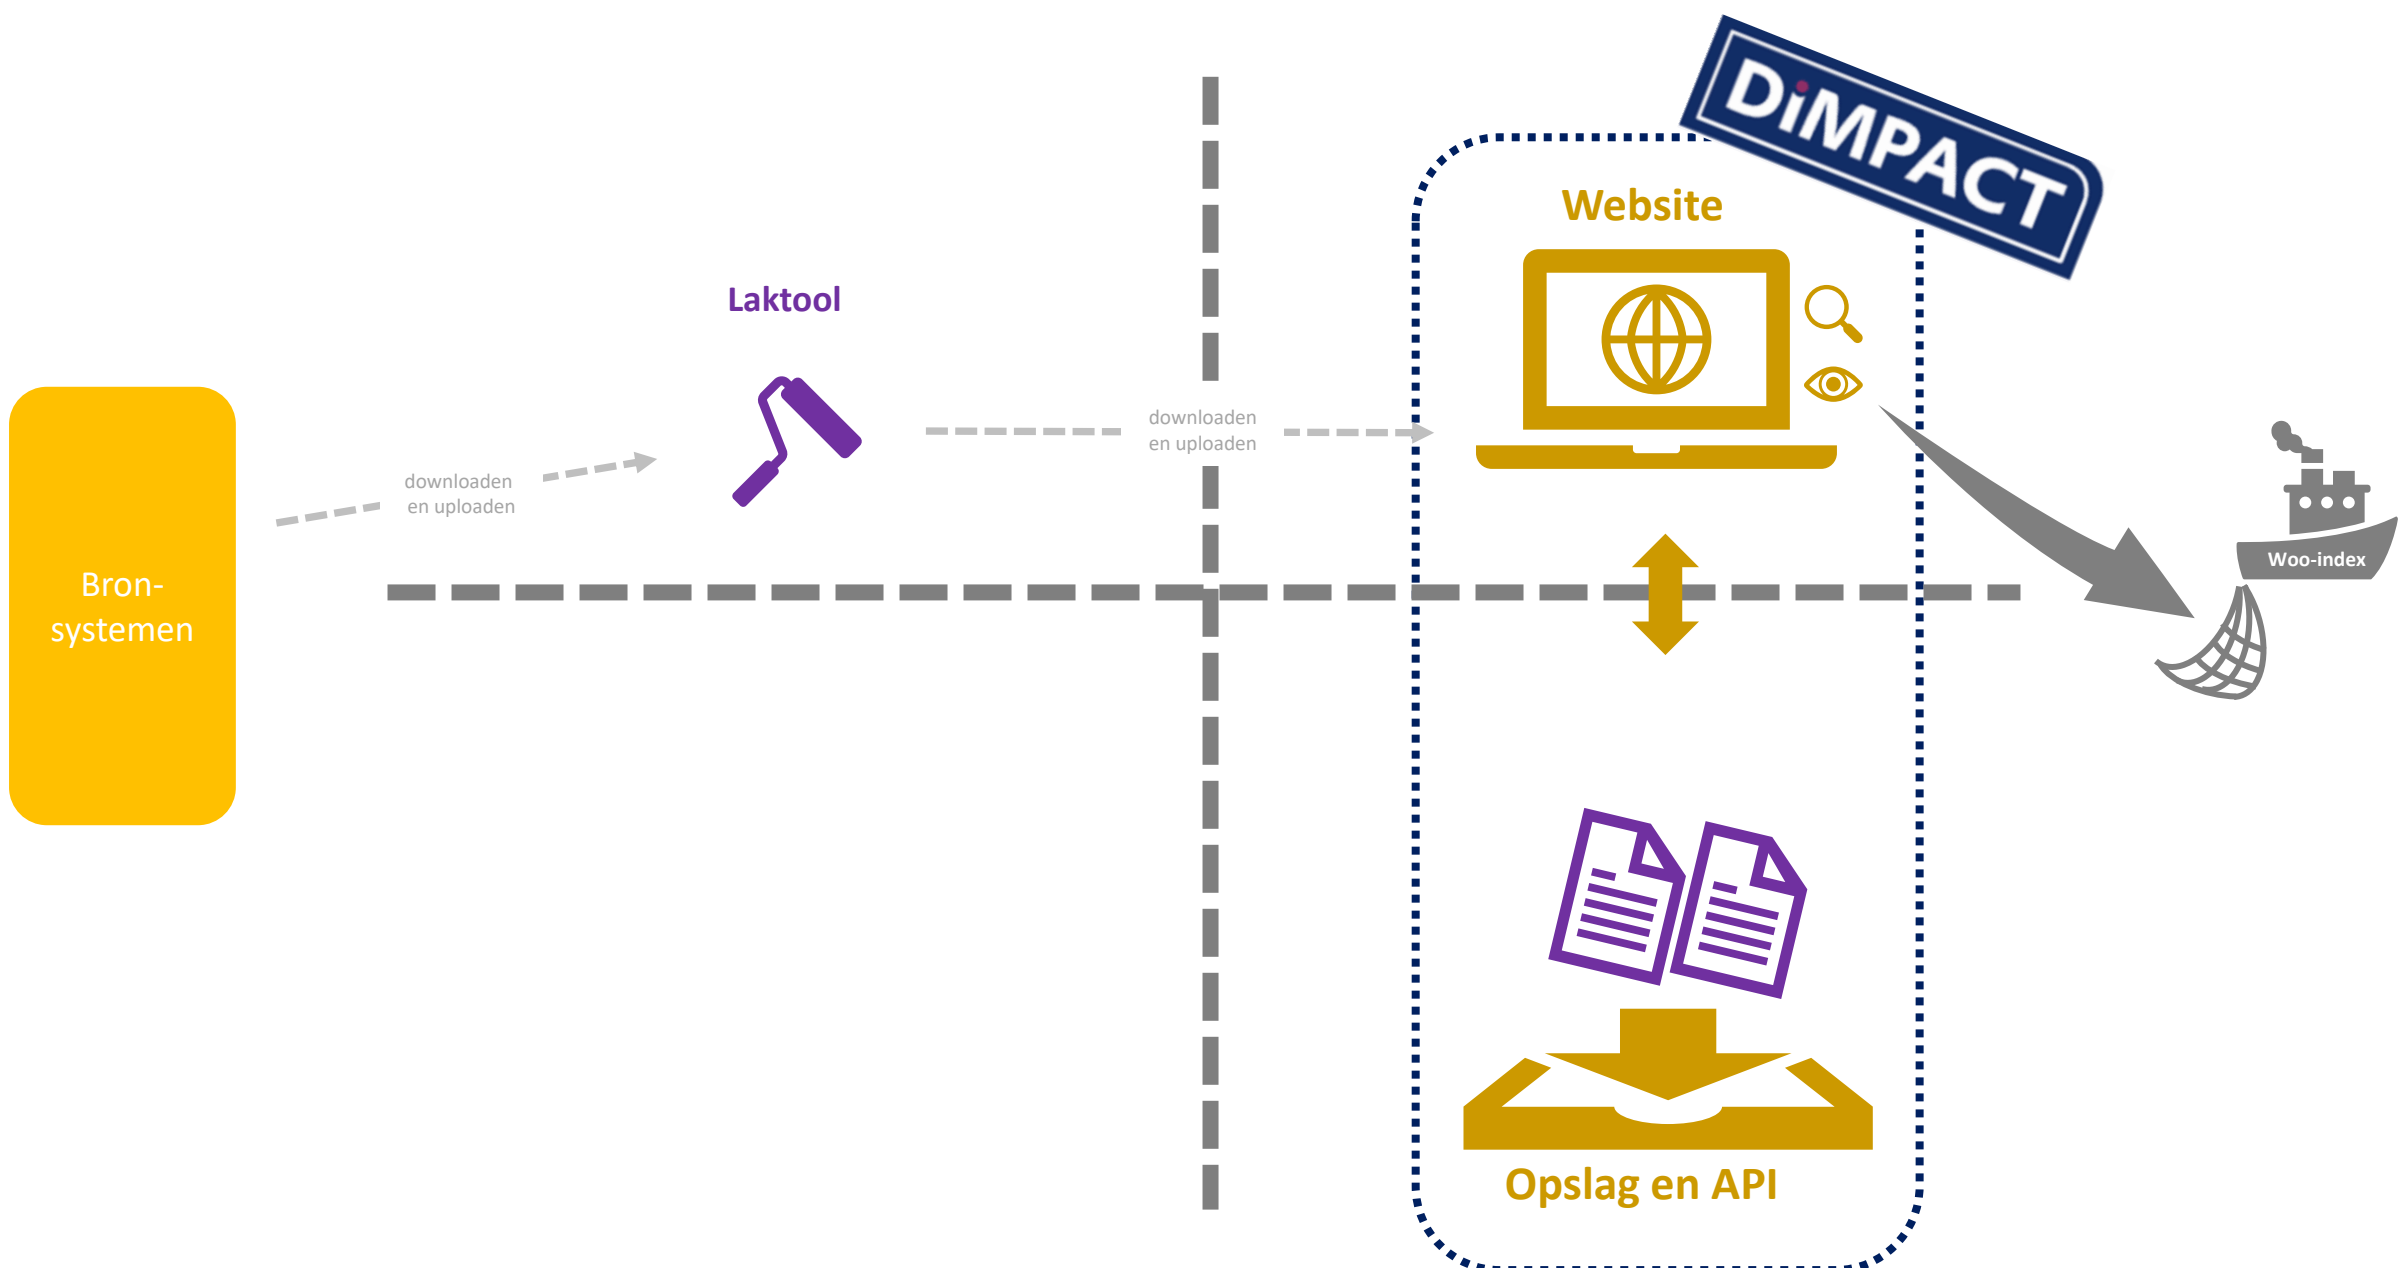 DiMPACT
Website
Laktool
downloaden
en uploaden
downloaden
en uploaden
Bron-
systemen
Woo-index
Opslag en API